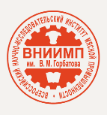 ВСЕРОССИЙСКИЙ НАУЧНО-ИССЛЕДОВАТЕЛЬСКИЙ ИНСТИТУТ МЯСНОЙ ПРОМЫШЛЕННОСТИ
ВНИИМП
им. В. М. Горбатова